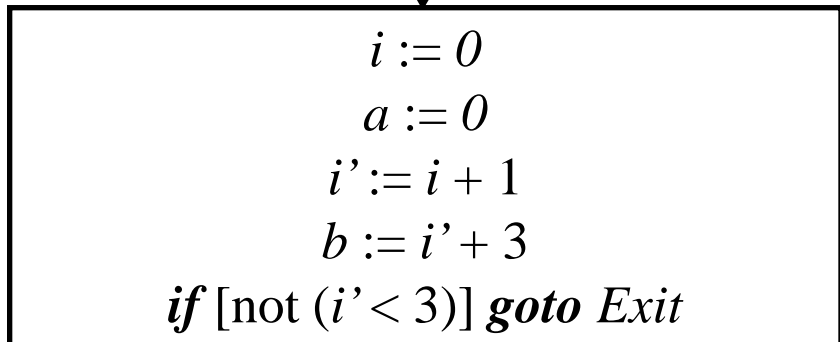 i := 0
a := 0
i’ := i + 1
b := i’ + 3
if [not (i’ < 3)] goto Exit